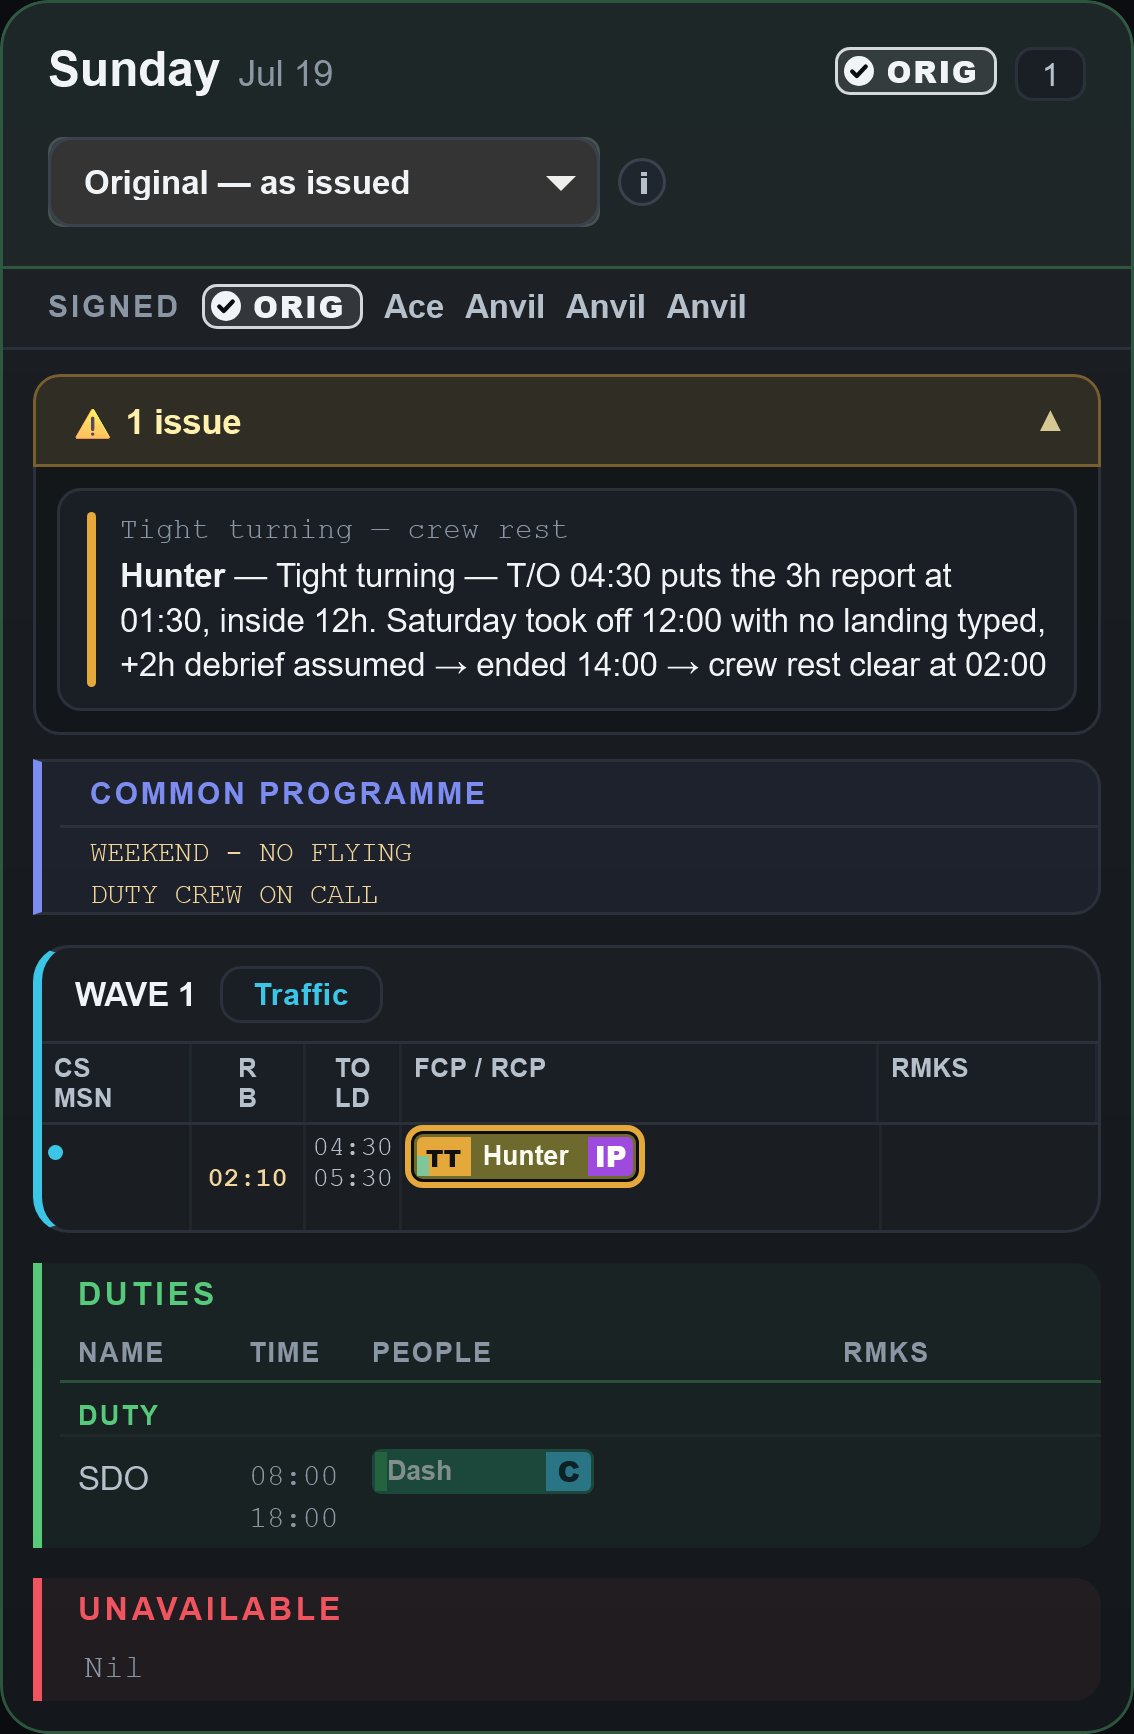 Sunday Jul 19 ORIG 1
Original — as issued i
SIGNED ORIG Ace Anvil Anvil Anvil
1 issue ▲
Tight turning — crew rest
Hunter — Tight turning — T/O 04:30 puts the 3h report at
01:30, inside 12h. Saturday took off 12:00 with no landing typed,
+2h debrief assumed → ended 14:00 → crew rest clear at 02:00
COMMON PROGRAMME
WEEKEND - NO FLYING
DUTY CREW ON CALL
WAVE 1 Traffic
CS R TO FCP / RCP RMKS
MSN B LD
04:30 TT Hunter IP
02:10 05:30
DUTIES
NAME TIME PEOPLE RMKS
DUTY
SDO 08:00 Dash C
18:00
UNAVAILABLE
Nil